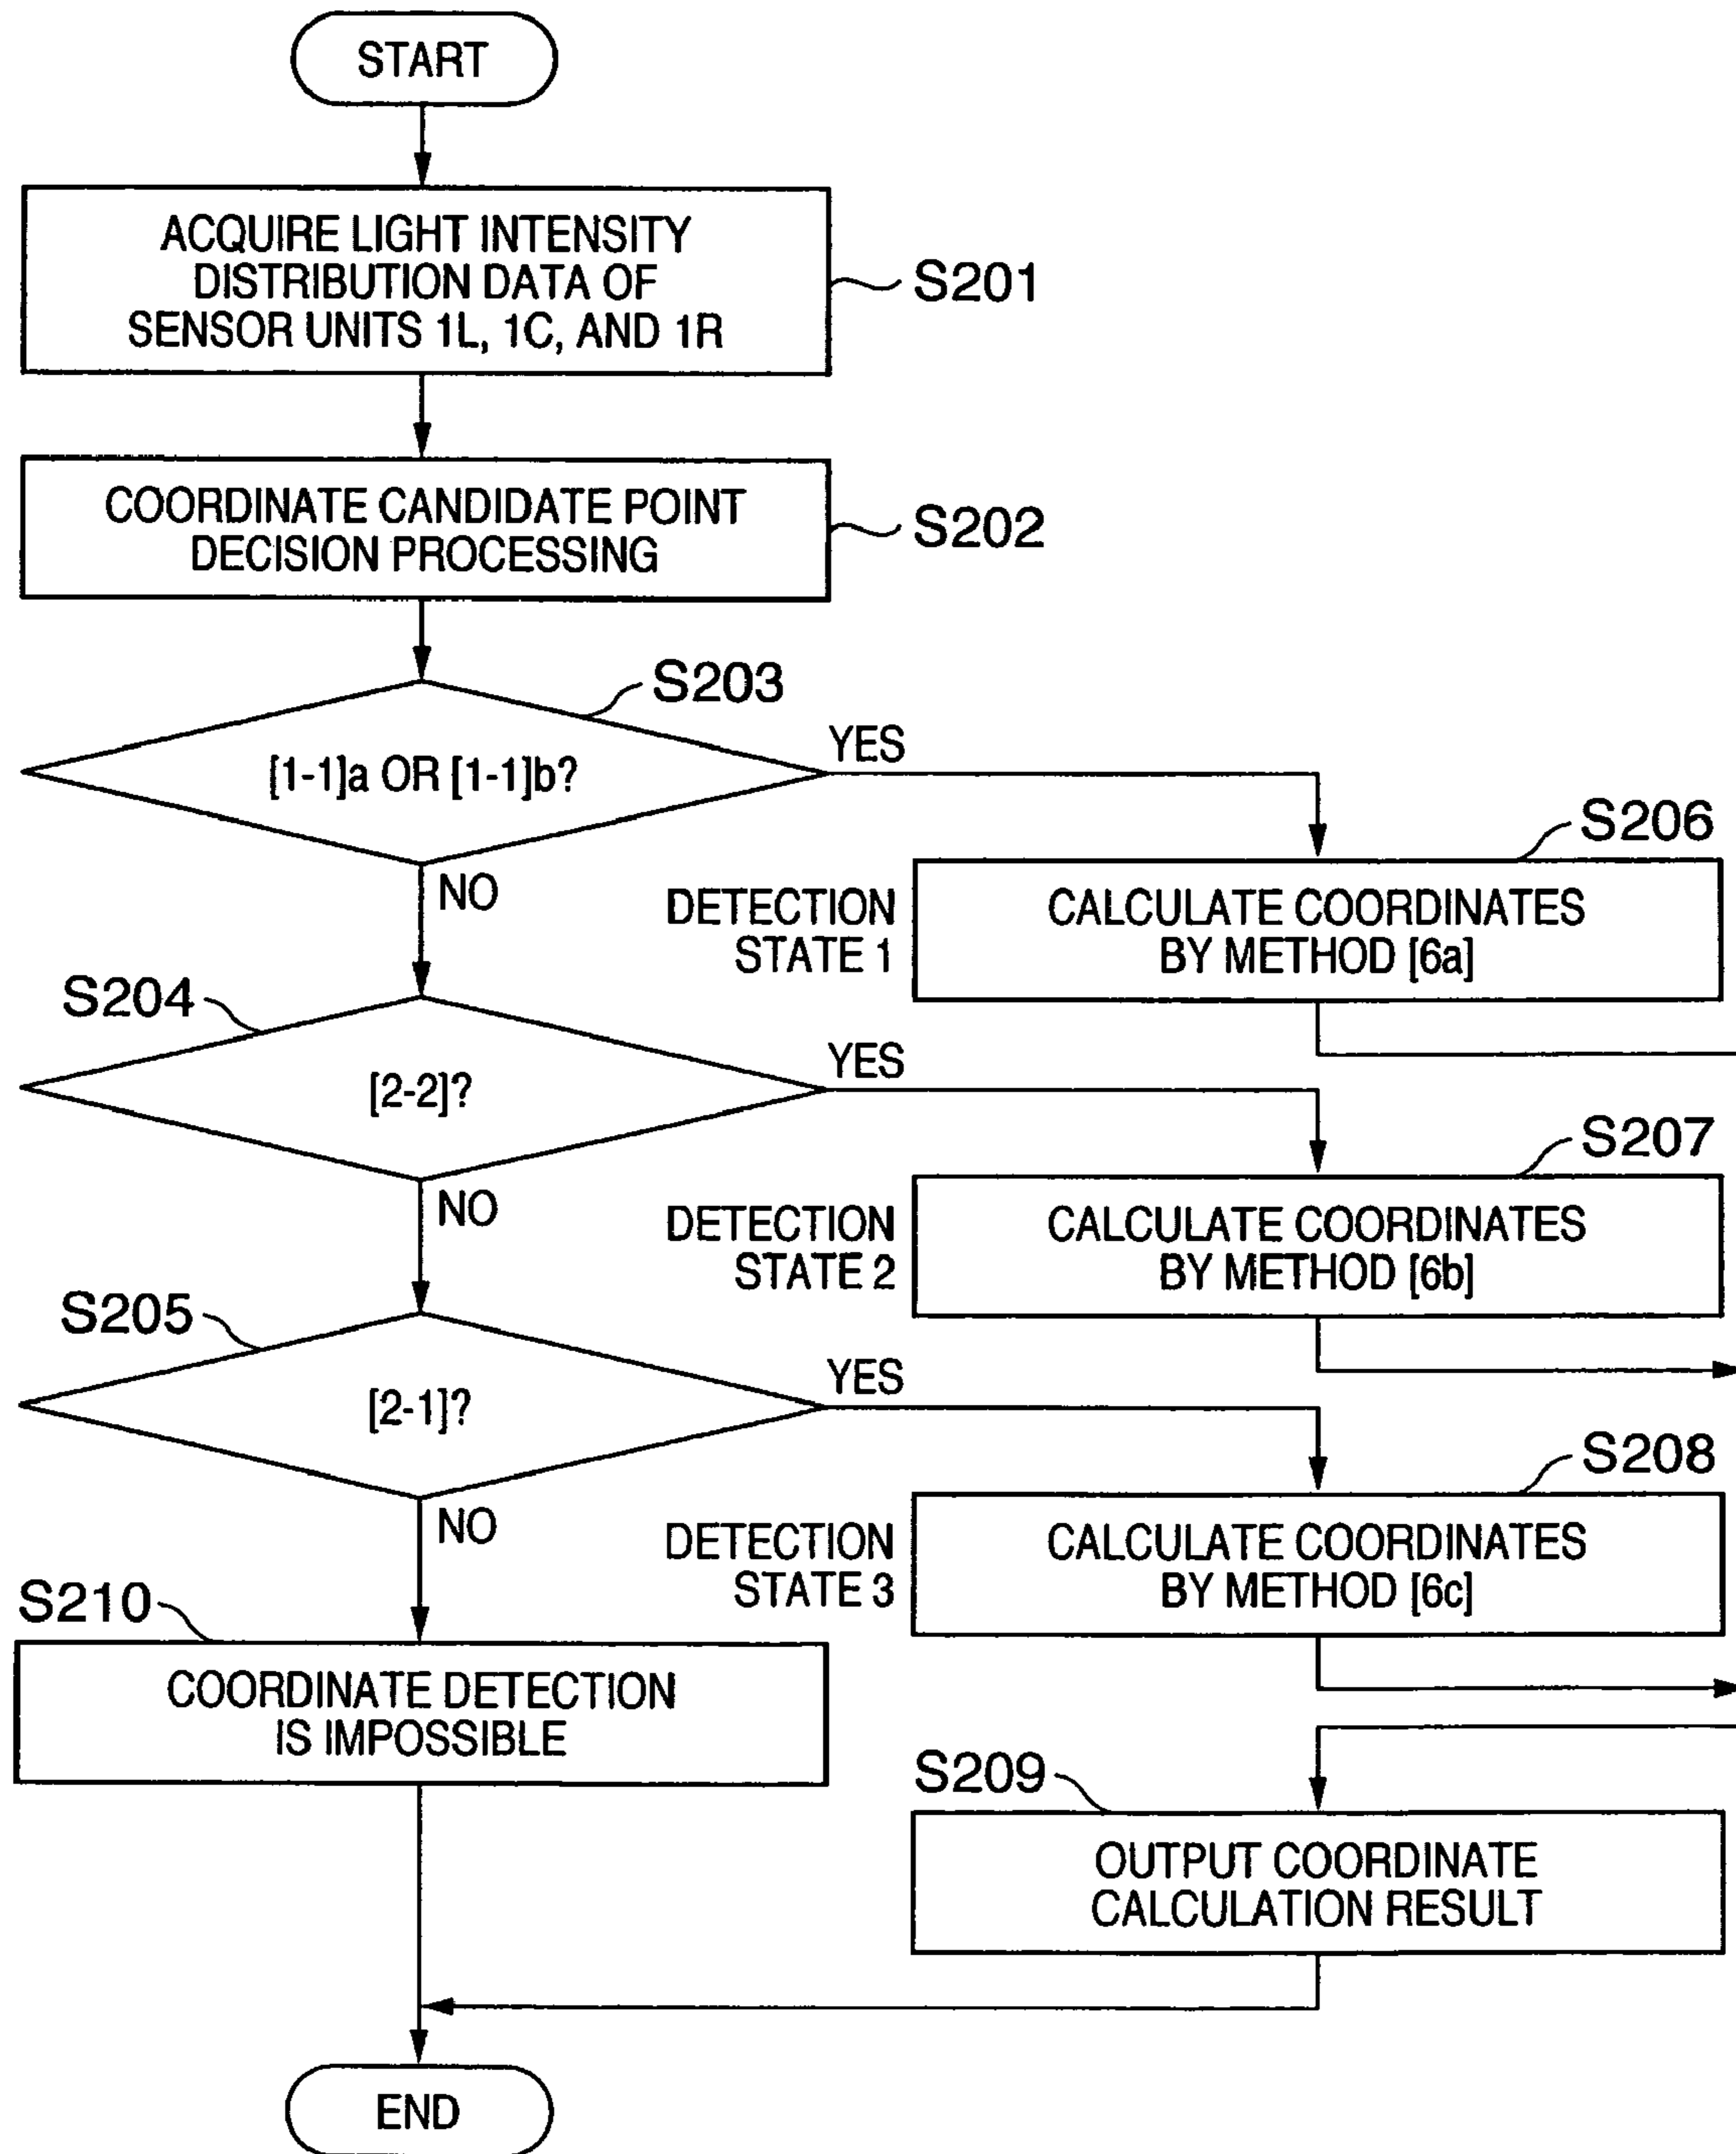 START
ACQUIRE LIGHT INTENSITY
DISTRIBUTION DATA OF
SENSOR UNITS 1L, 1C, AND 1R
S201
COORDINATE CANDIDATE POINT
DECISION PROCESSING
S202
S203
[1-1]a OR [1-1]b?
YES
NO
S206
DETECTION
STATE 1
CALCULATE COORDINATES
BY METHOD [6a]
S204
[2-2]?
YES
NO
S207
DETECTION
STATE 2
CALCULATE COORDINATES
BY METHOD [6b]
S205
[2-1]?
YES
NO
S208
DETECTION
STATE 3
CALCULATE COORDINATES
BY METHOD [6c]
S210
COORDINATE DETECTION
IS IMPOSSIBLE
S209
OUTPUT COORDINATE
CALCULATION RESULT
END